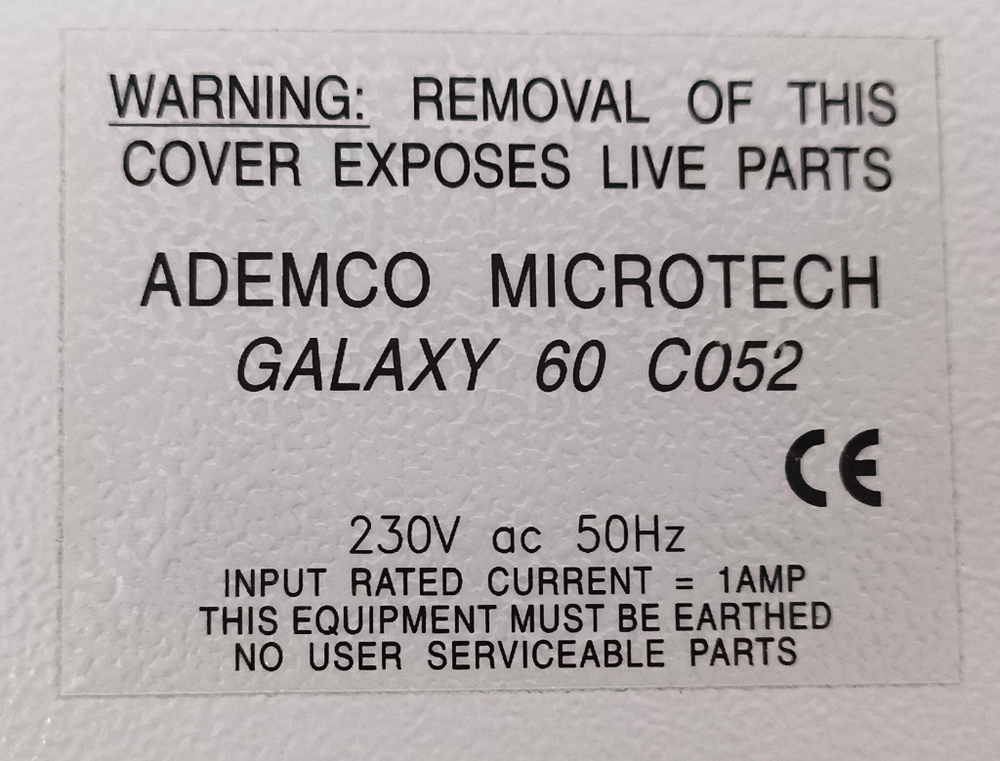 WARNING: REMOVAL OF THIS
COVER EXPOSES LIVE PARTS
ADEMCO MICROTECH
GALAXY 60 C052
CE
230V ac 50Hz
INPUT RATED CURRENT = 1AMP
THIS EQUIPMENT MUST BE EARTHED
NO USER SERVICEABLE PARTS